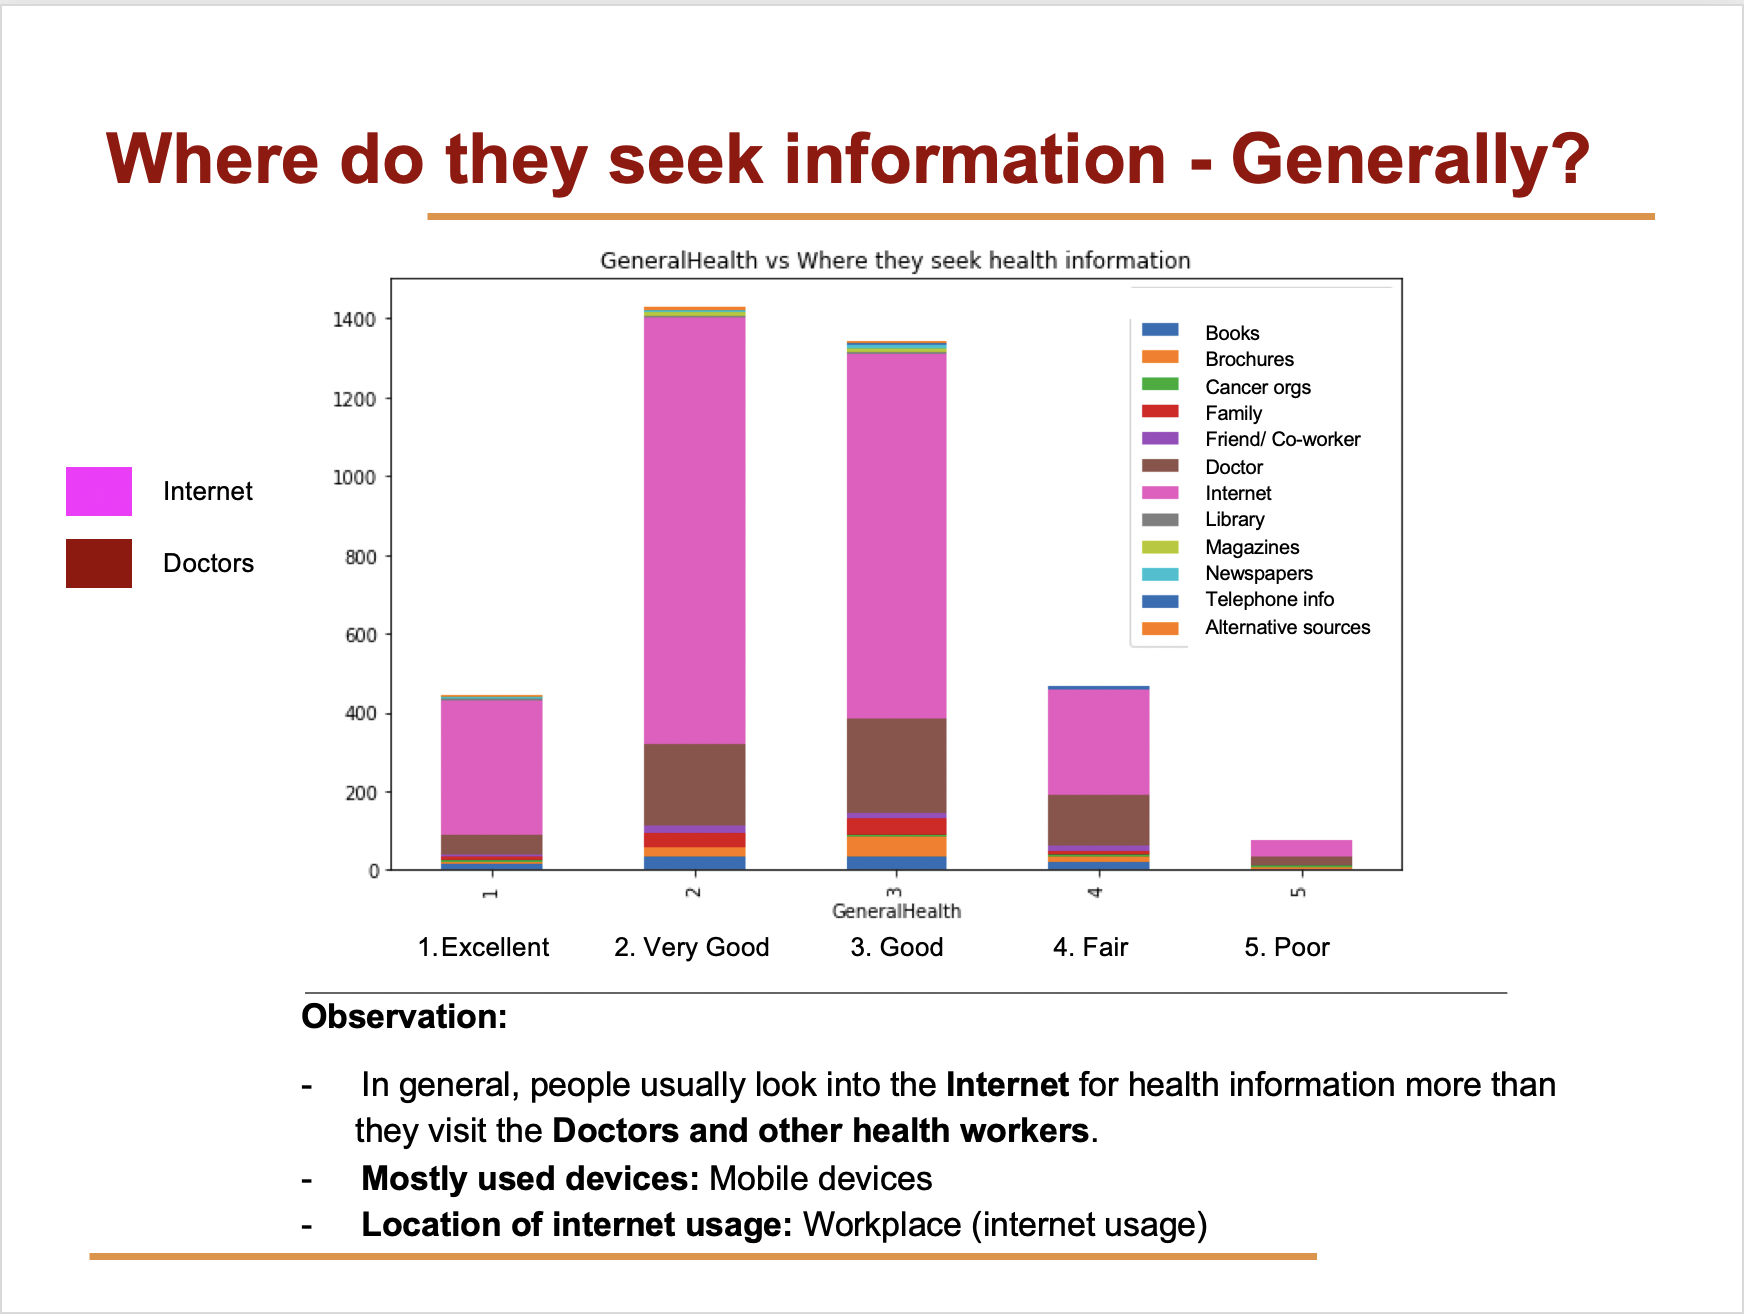 Where do they seek information - Generally?
GeneralHealth vs Where they seek health information
1400
1200
1000
800
600
400
200
0
Internet
Doctors
Books
Brochures
Cancer orgs
Family
Friend/ Co-worker
Doctor
Internet
Library
Magazines
Newspapers
Telephone info
Alternative sources
1 2 3 4 5
GeneralHealth
1.Excellent 2. Very Good 3. Good 4. Fair 5. Poor
Observation:
- In general, people usually look into the Internet for health information more than
they visit the Doctors and other health workers.
- Mostly used devices: Mobile devices
- Location of internet usage: Workplace (internet usage)